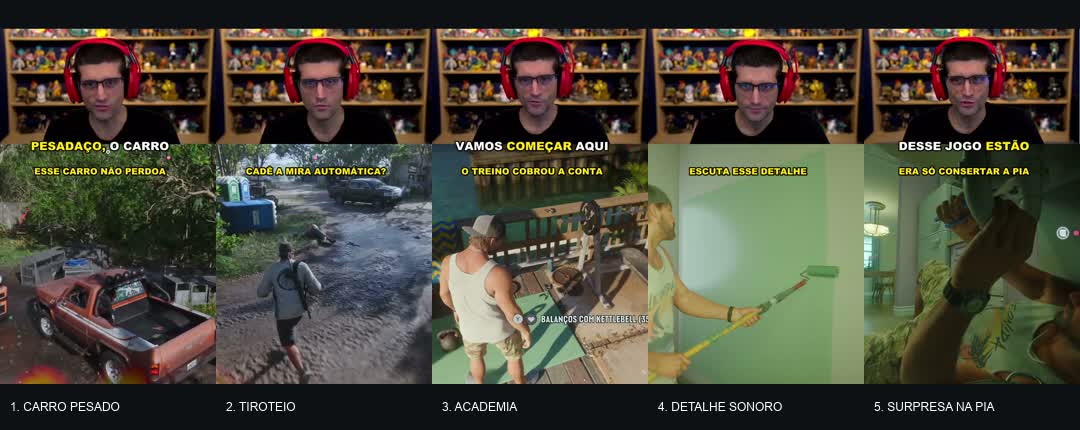 PESADAÇO, O CARRO
ESSE CARRO NÃO PERDOA
1. CARRO PESADO
CADÊ A MIRA AUTOMÁTICA?
2. TIROTEIO
VAMOS COMEÇAR AQUI
O TREINO COBROU A CONTA
Y BALANÇOS COM KETTLEBELL (35
3. ACADEMIA
ESCUTA ESSE DETALHE
4. DETALHE SONORO
DESSE JOGO ESTÃO
ERA SÓ CONSERTAR A PIA
5. SURPRESA NA PIA